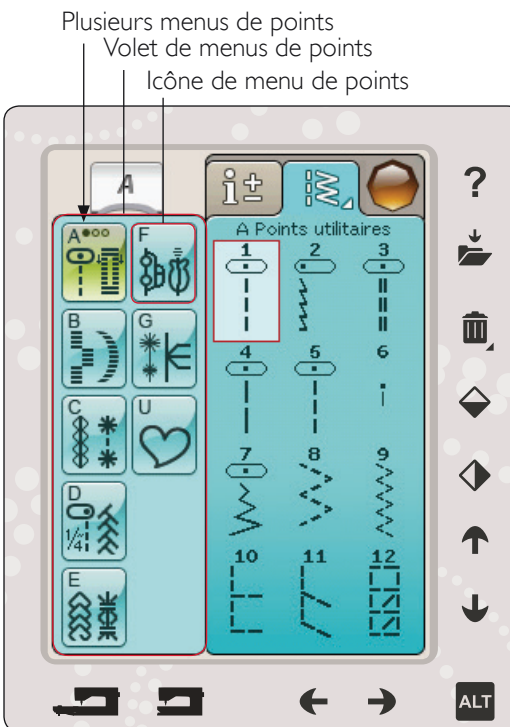 Plusieurs menus de points
Volet de menus de points
Icône de menu de points
A
i±
?
A
F
A Points utilitaires
1 2 3
B
G
4 5 6
C
U
7 8 9
D
1/4
E
10 11 12
ALT